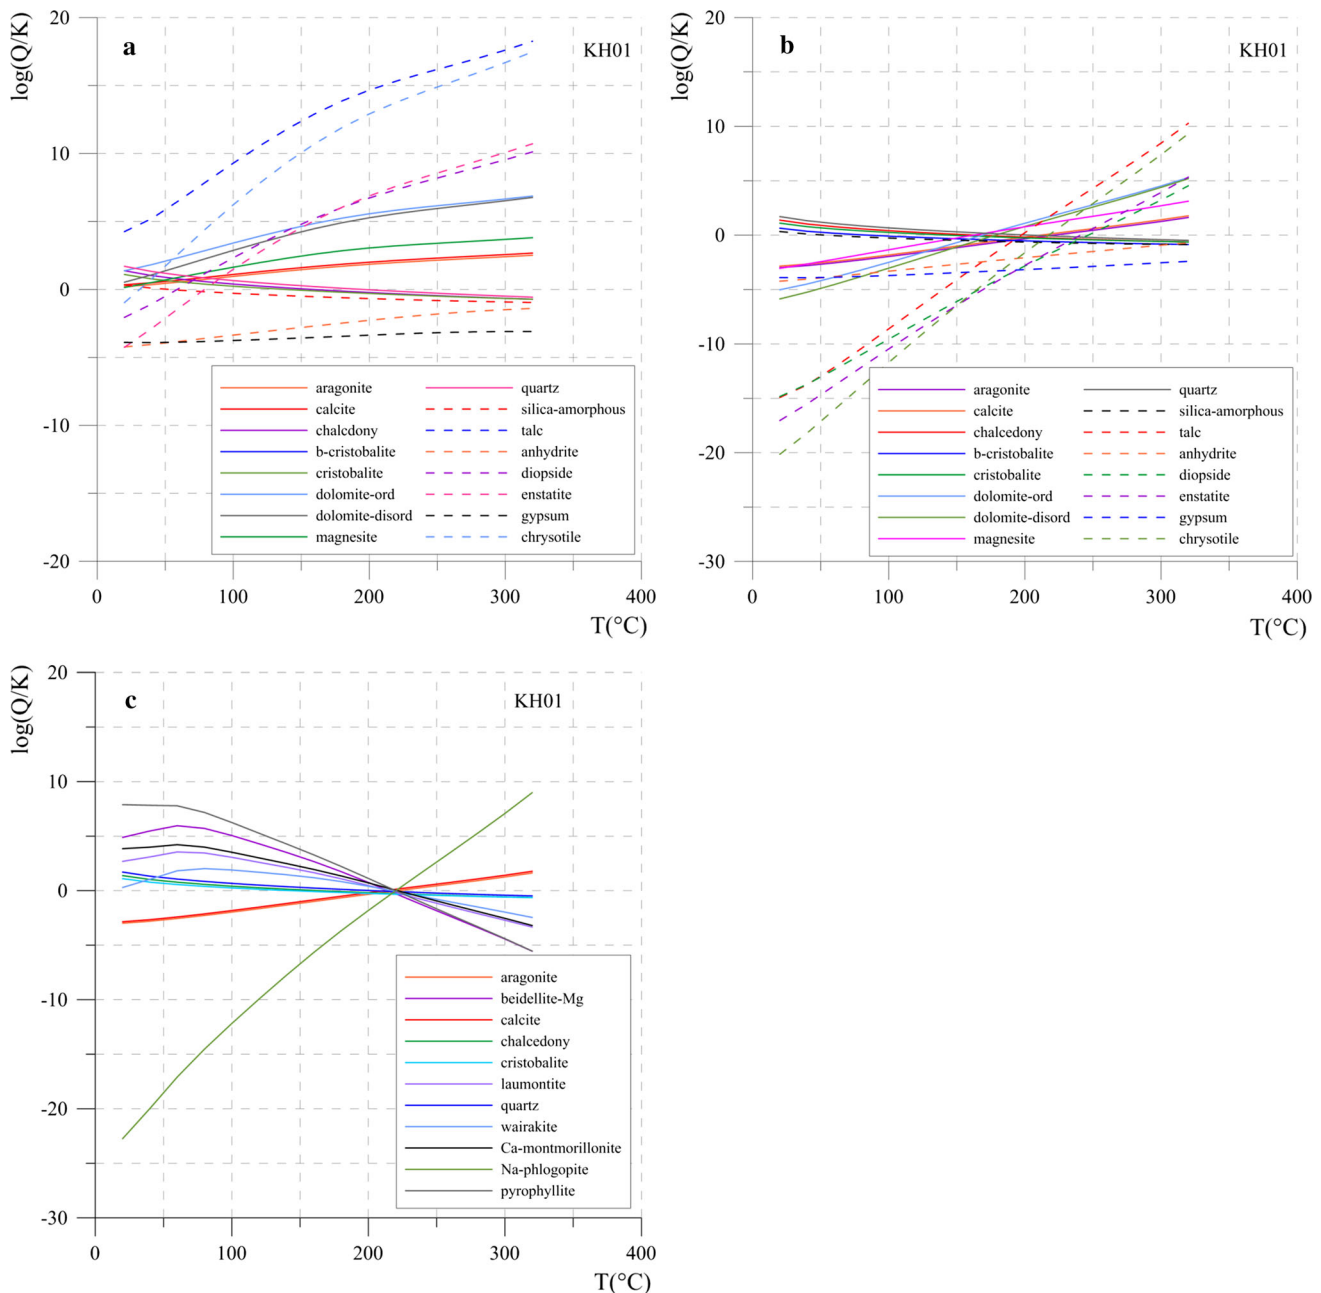 a
KH01
log(Q/K)
20
10
0
-10
-20
0 100 200 300 400
T(°C)
aragonite
calcite
chalcdony
b-cristobalite
cristobalite
dolomite-ord
dolomite-disord
magnesite
quartz
silica-amorphous
talc
anhydrite
diopside
enstatite
gypsum
chrysotile
b
KH01
log(Q/K)
20
10
0
-10
-20
-30
0 100 200 300 400
T(°C)
aragonite
calcite
chalcedony
b-cristobalite
cristobalite
dolomite-ord
dolomite-disord
magnesite
quartz
silica-amorphous
talc
anhydrite
diopside
enstatite
gypsum
chrysotile
c
KH01
log(Q/K)
20
10
0
-10
-20
-30
0 100 200 300 400
T(°C)
aragonite
beidellite-Mg
calcite
chalcedony
cristobalite
laumontite
quartz
wairakite
Ca-montmorillonite
Na-phlogopite
pyrophyllite